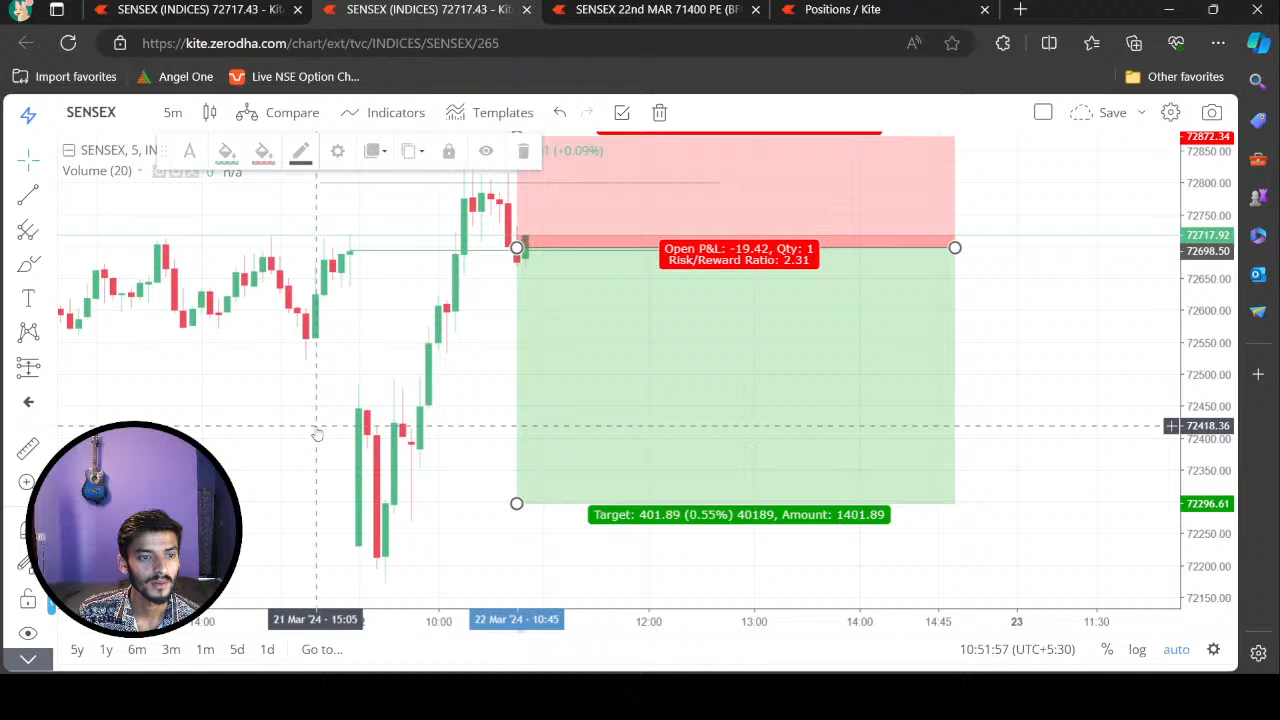 SENSEX (INDICES) 72717.43 - Kit
SENSEX (INDICES) 72717.43 - Kit
SENSEX 22nd MAR 71400 PE (BF
Positions / Kite
https://kite.zerodha.com/chart/ext/tvc/INDICES/SENSEX/265
Import favorites
Angel One
Live NSE Option Ch...
Other favorites
SENSEX
5m
Compare
Indicators
Templates
Save
SENSEX, 5, IN
1 (+0.09%)
Volume (20)
0 n/a
72872.34
72850.00
72800.00
72750.00
72717.92
72698.50
72650.00
72600.00
72550.00
72500.00
72450.00
72418.36
72400.00
72350.00
72296.61
72250.00
72200.00
72150.00
Open P&L: -19.42, Qty: 1
Risk/Reward Ratio: 2.31
Target: 401.89 (0.55%) 40189, Amount: 1401.89
14:00
21 Mar '24 - 15:05
10:00
22 Mar '24 - 10:45
12:00
13:00
14:00
14:45
23
11:30
5y
1y
6m
3m
1m
5d
1d
Go to...
10:51:57 (UTC+5:30)
%
log
auto